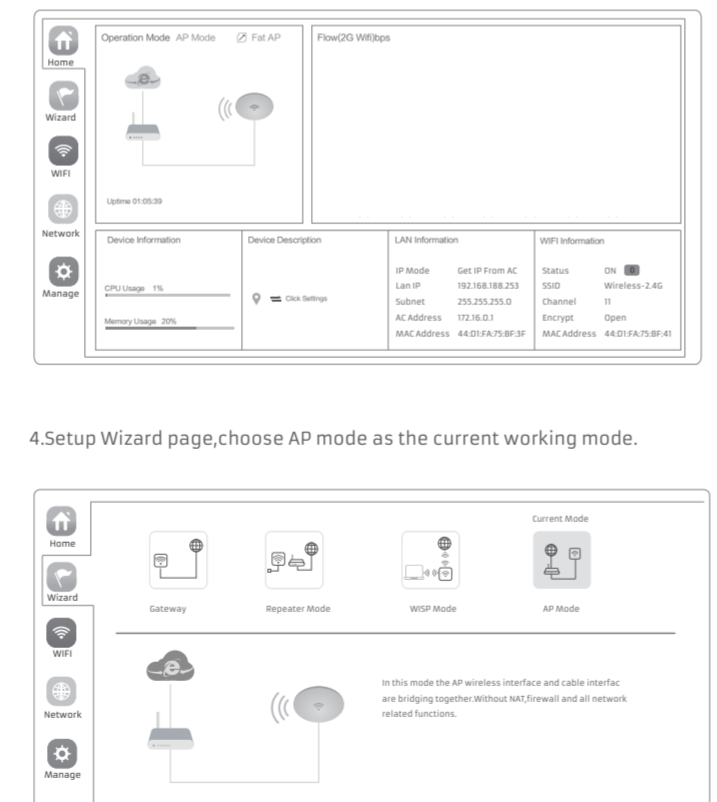 Home
Wizard
WIFI
Network
Manage
Operation Mode AP Mode Fat AP
Uptime 01:05:39
Flow(2G Wifi)bps
Device Information
CPU Usage 1%
Memory Usage 20%
Device Description
Click Settings
LAN Information
IP Mode Get IP From AC
Lan IP 192.168.188.253
Subnet 255.255.255.0
AC Address 172.16.0.1
MAC Address 44:D1:FA:75:BF:3F
WIFI Information
Status ON 0
SSID Wireless-2.4G
Channel 11
Encrypt Open
MAC Address 44:D1:FA:75:BF:41
4.Setup Wizard page,choose AP mode as the current working mode.
Home
Wizard
WIFI
Network
Manage
Current Mode
Gateway
Repeater Mode
WISP Mode
AP Mode
In this mode the AP wireless interface and cable interfac
are bridging together.Without NAT,firewall and all network
related functions.